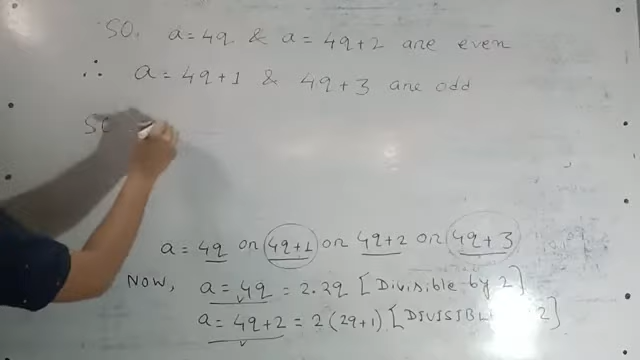 SO, a = 4q & a = 4q+2 are even
∴ a = 4q+1 & 4q+3 are odd
SO
a = 4q or 4q+1 or 4q+2 or 4q+3
Now, a = 4q = 2.2q [Divisible by 2]
a = 4q+2 = 2(2q+1) [DIVISIBL 2]